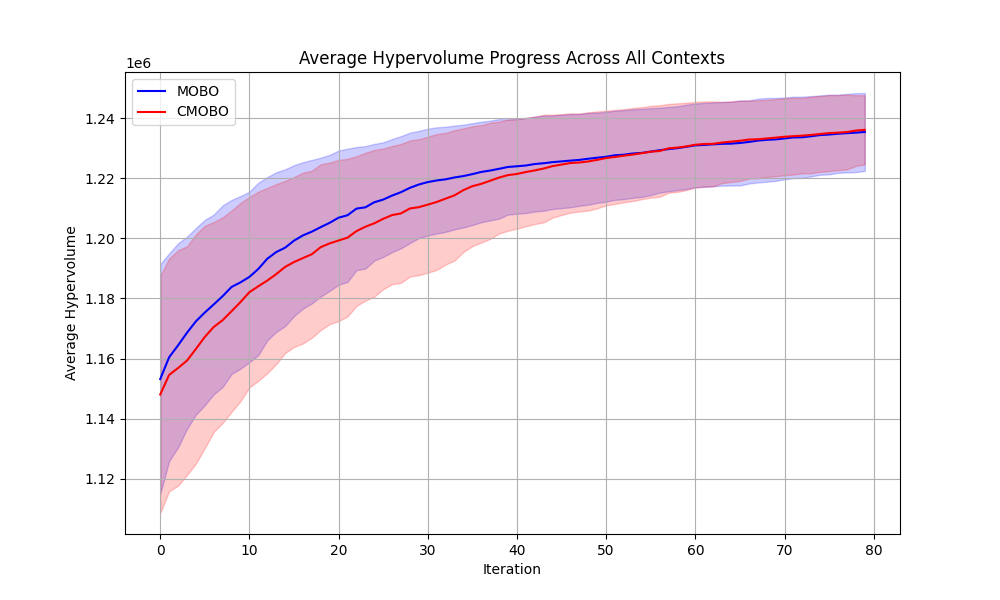 Average Hypervolume Progress Across All Contexts
1e6
MOBO
CMOBO
1.24
1.22
1.20
1.18
1.16
1.14
1.12
Average Hypervolume
0 10 20 30 40 50 60 70 80
Iteration